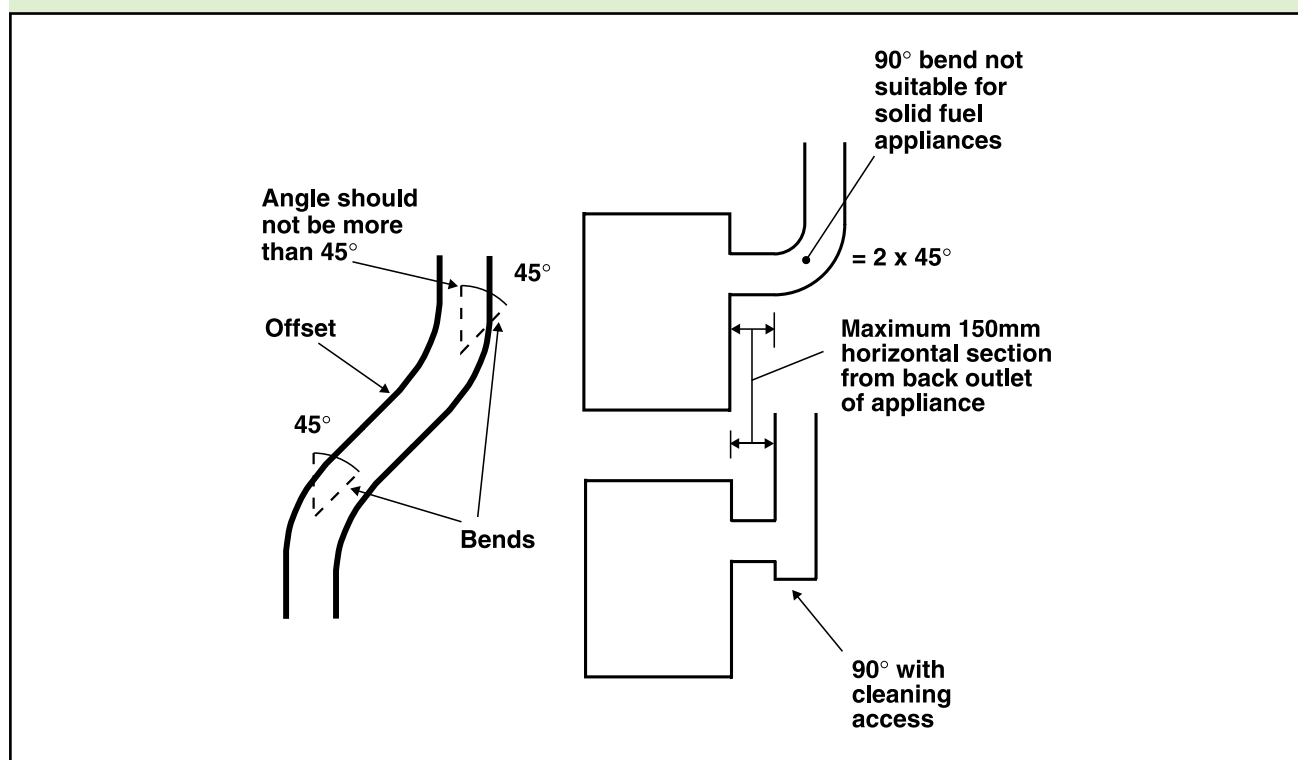 Angle should
not be more
than 45°
45°
Offset
45°
Bends
90° bend not
suitable for
solid fuel
appliances
= 2 x 45°
Maximum 150mm
horizontal section
from back outlet
of appliance
90° with
cleaning
access